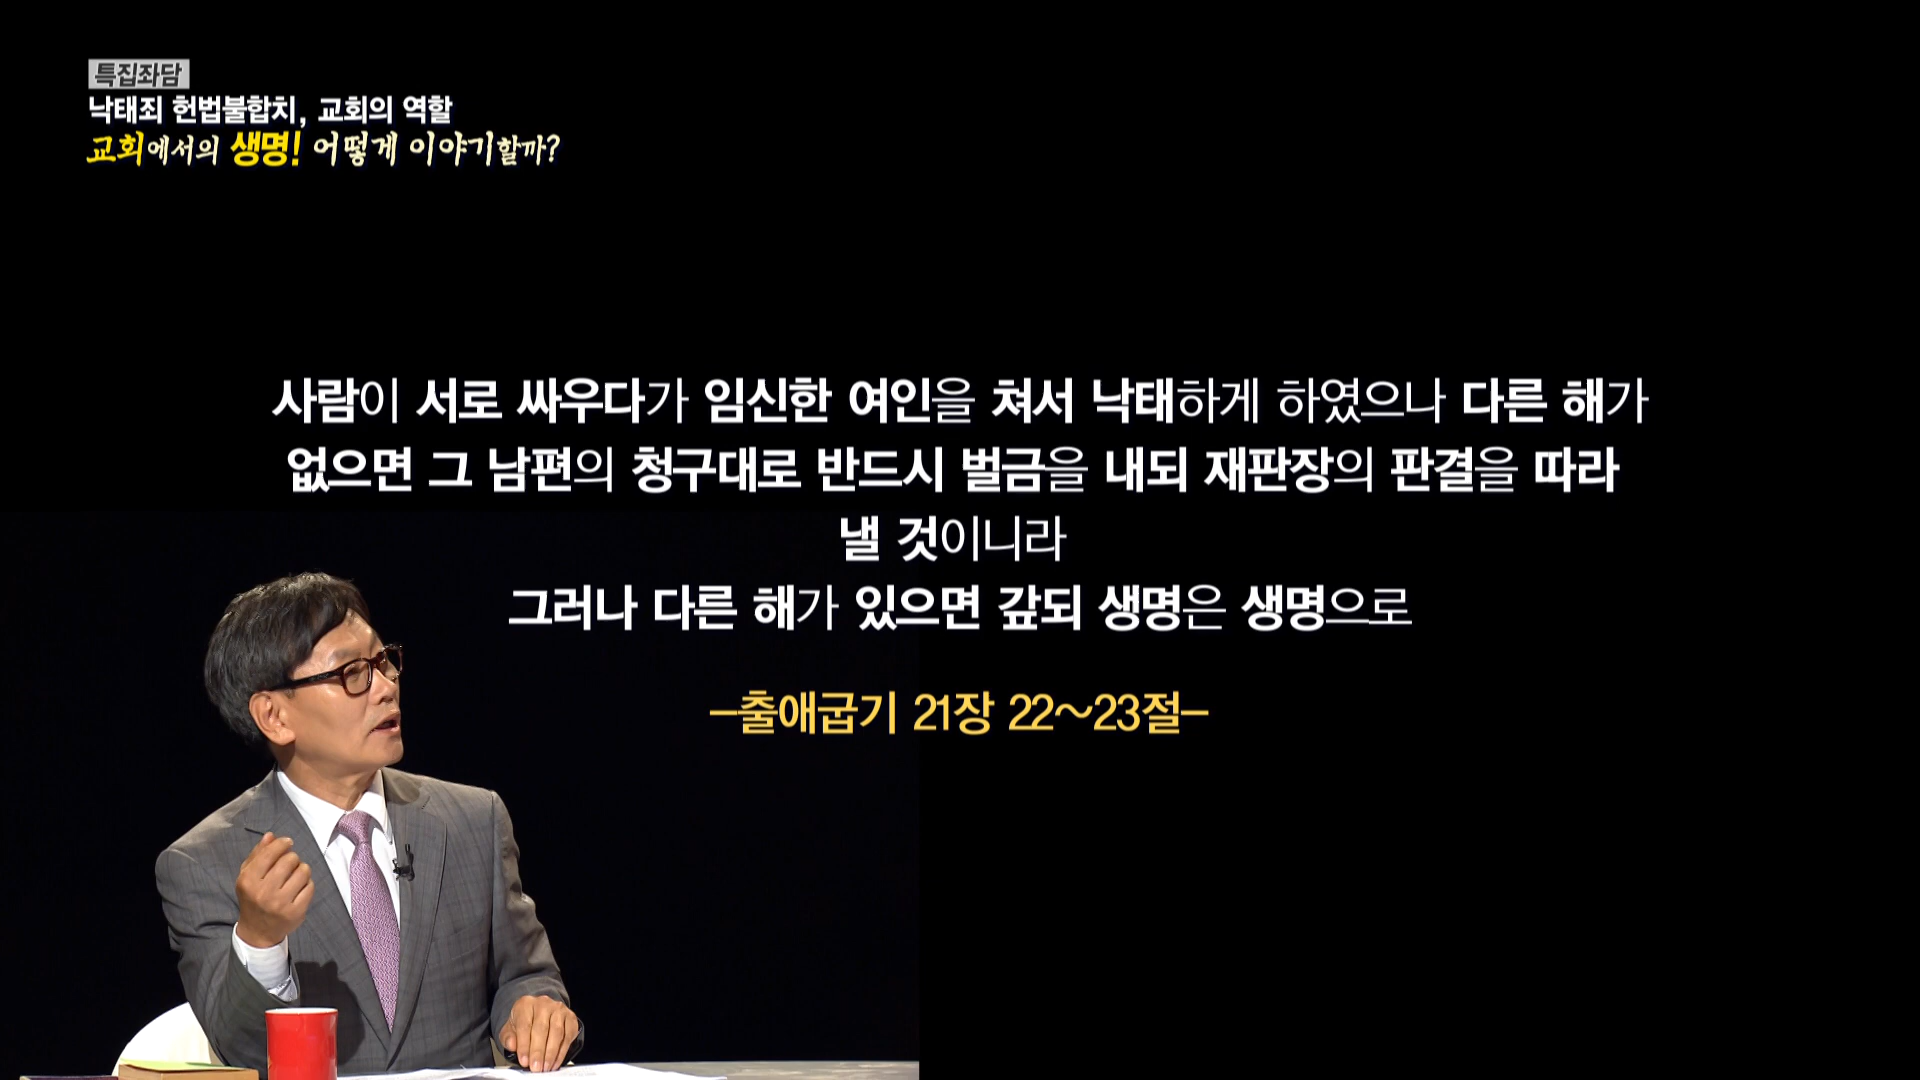 특집좌담
낙태죄 헌법불합치, 교회의 역할
교회에서의 생명! 어떻게 이야기할까?
사람이 서로 싸우다가 임신한 여인을 쳐서 낙태하게 하였으나 다른 해가
없으면 그 남편의 청구대로 반드시 벌금을 내되 재판장의 판결을 따라
낼 것이니라
그러나 다른 해가 있으면 갚되 생명은 생명으로
–출애굽기 21장 22~23절–